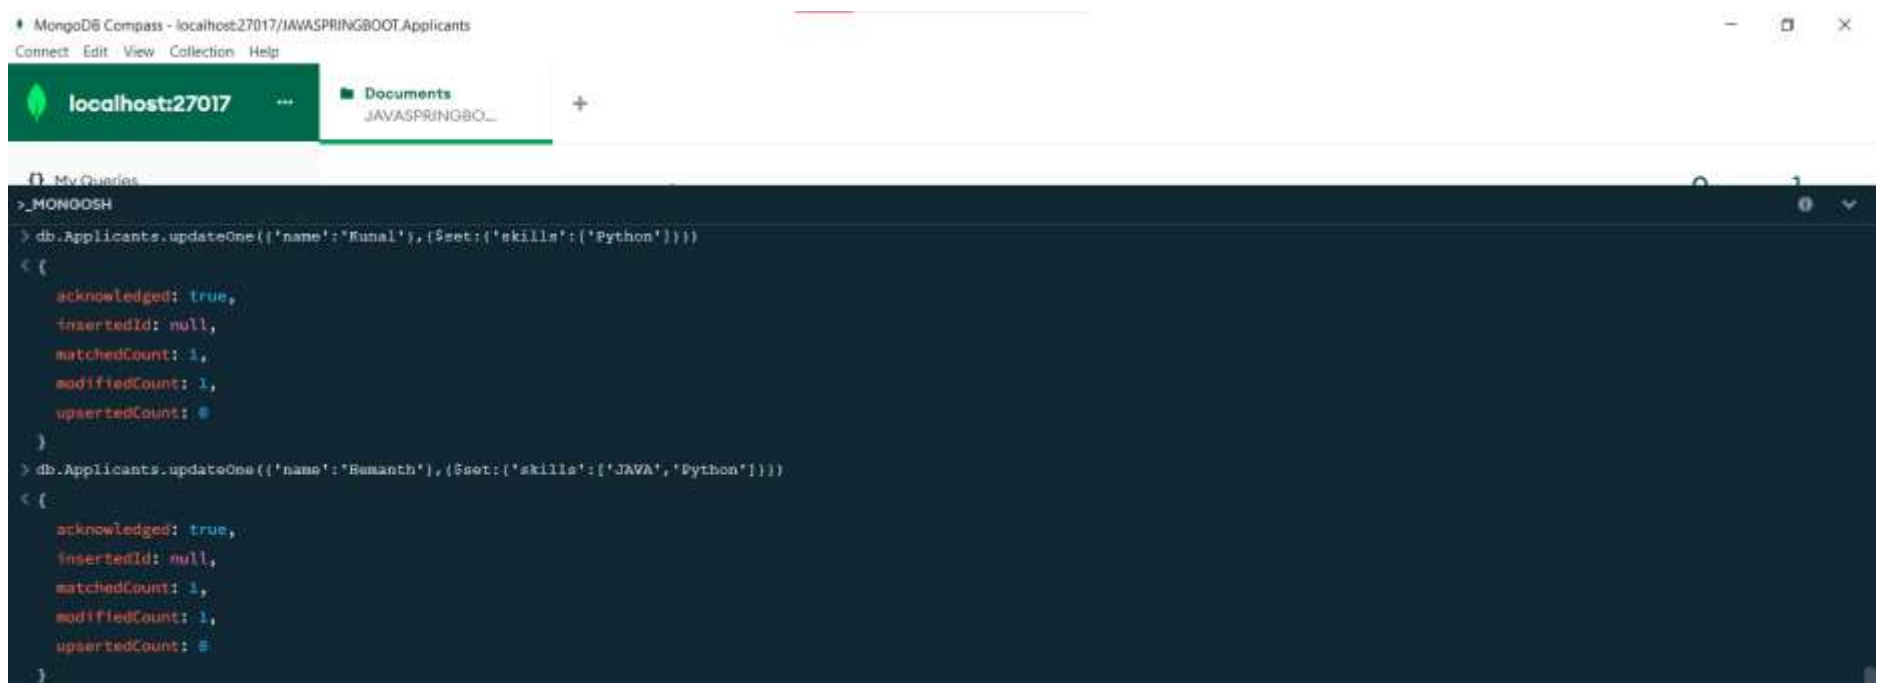 MongoDB Compass - localhost:27017/JAVASPRINGBOOT.Applicants
Connect Edit View Collection Help
localhost:27017 ...
Documents
JAVASPRINGBO...
+
{} My Queries
>_MONGOSH
> db.Applicants.updateOne({'name':'Kunal'},{$set:{'skills':['Python']}})
< {
acknowledged: true,
insertedId: null,
matchedCount: 1,
modifiedCount: 1,
upsertedCount: 0
}
> db.Applicants.updateOne({'name':'Hemanth'},{$set:{'skills':['JAVA','Python']}})
< {
acknowledged: true,
insertedId: null,
matchedCount: 1,
modifiedCount: 1,
upsertedCount: 0
}